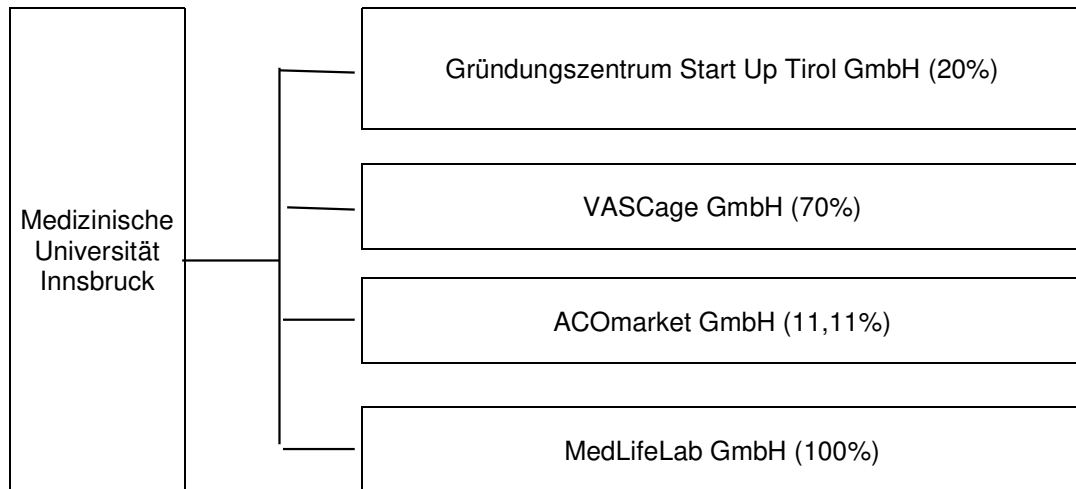 Medizinische
Universität
Innsbruck
Gründungszentrum Start Up Tirol GmbH (20%)
VASCage GmbH (70%)
ACOmarket GmbH (11,11%)
MedLifeLab GmbH (100%)